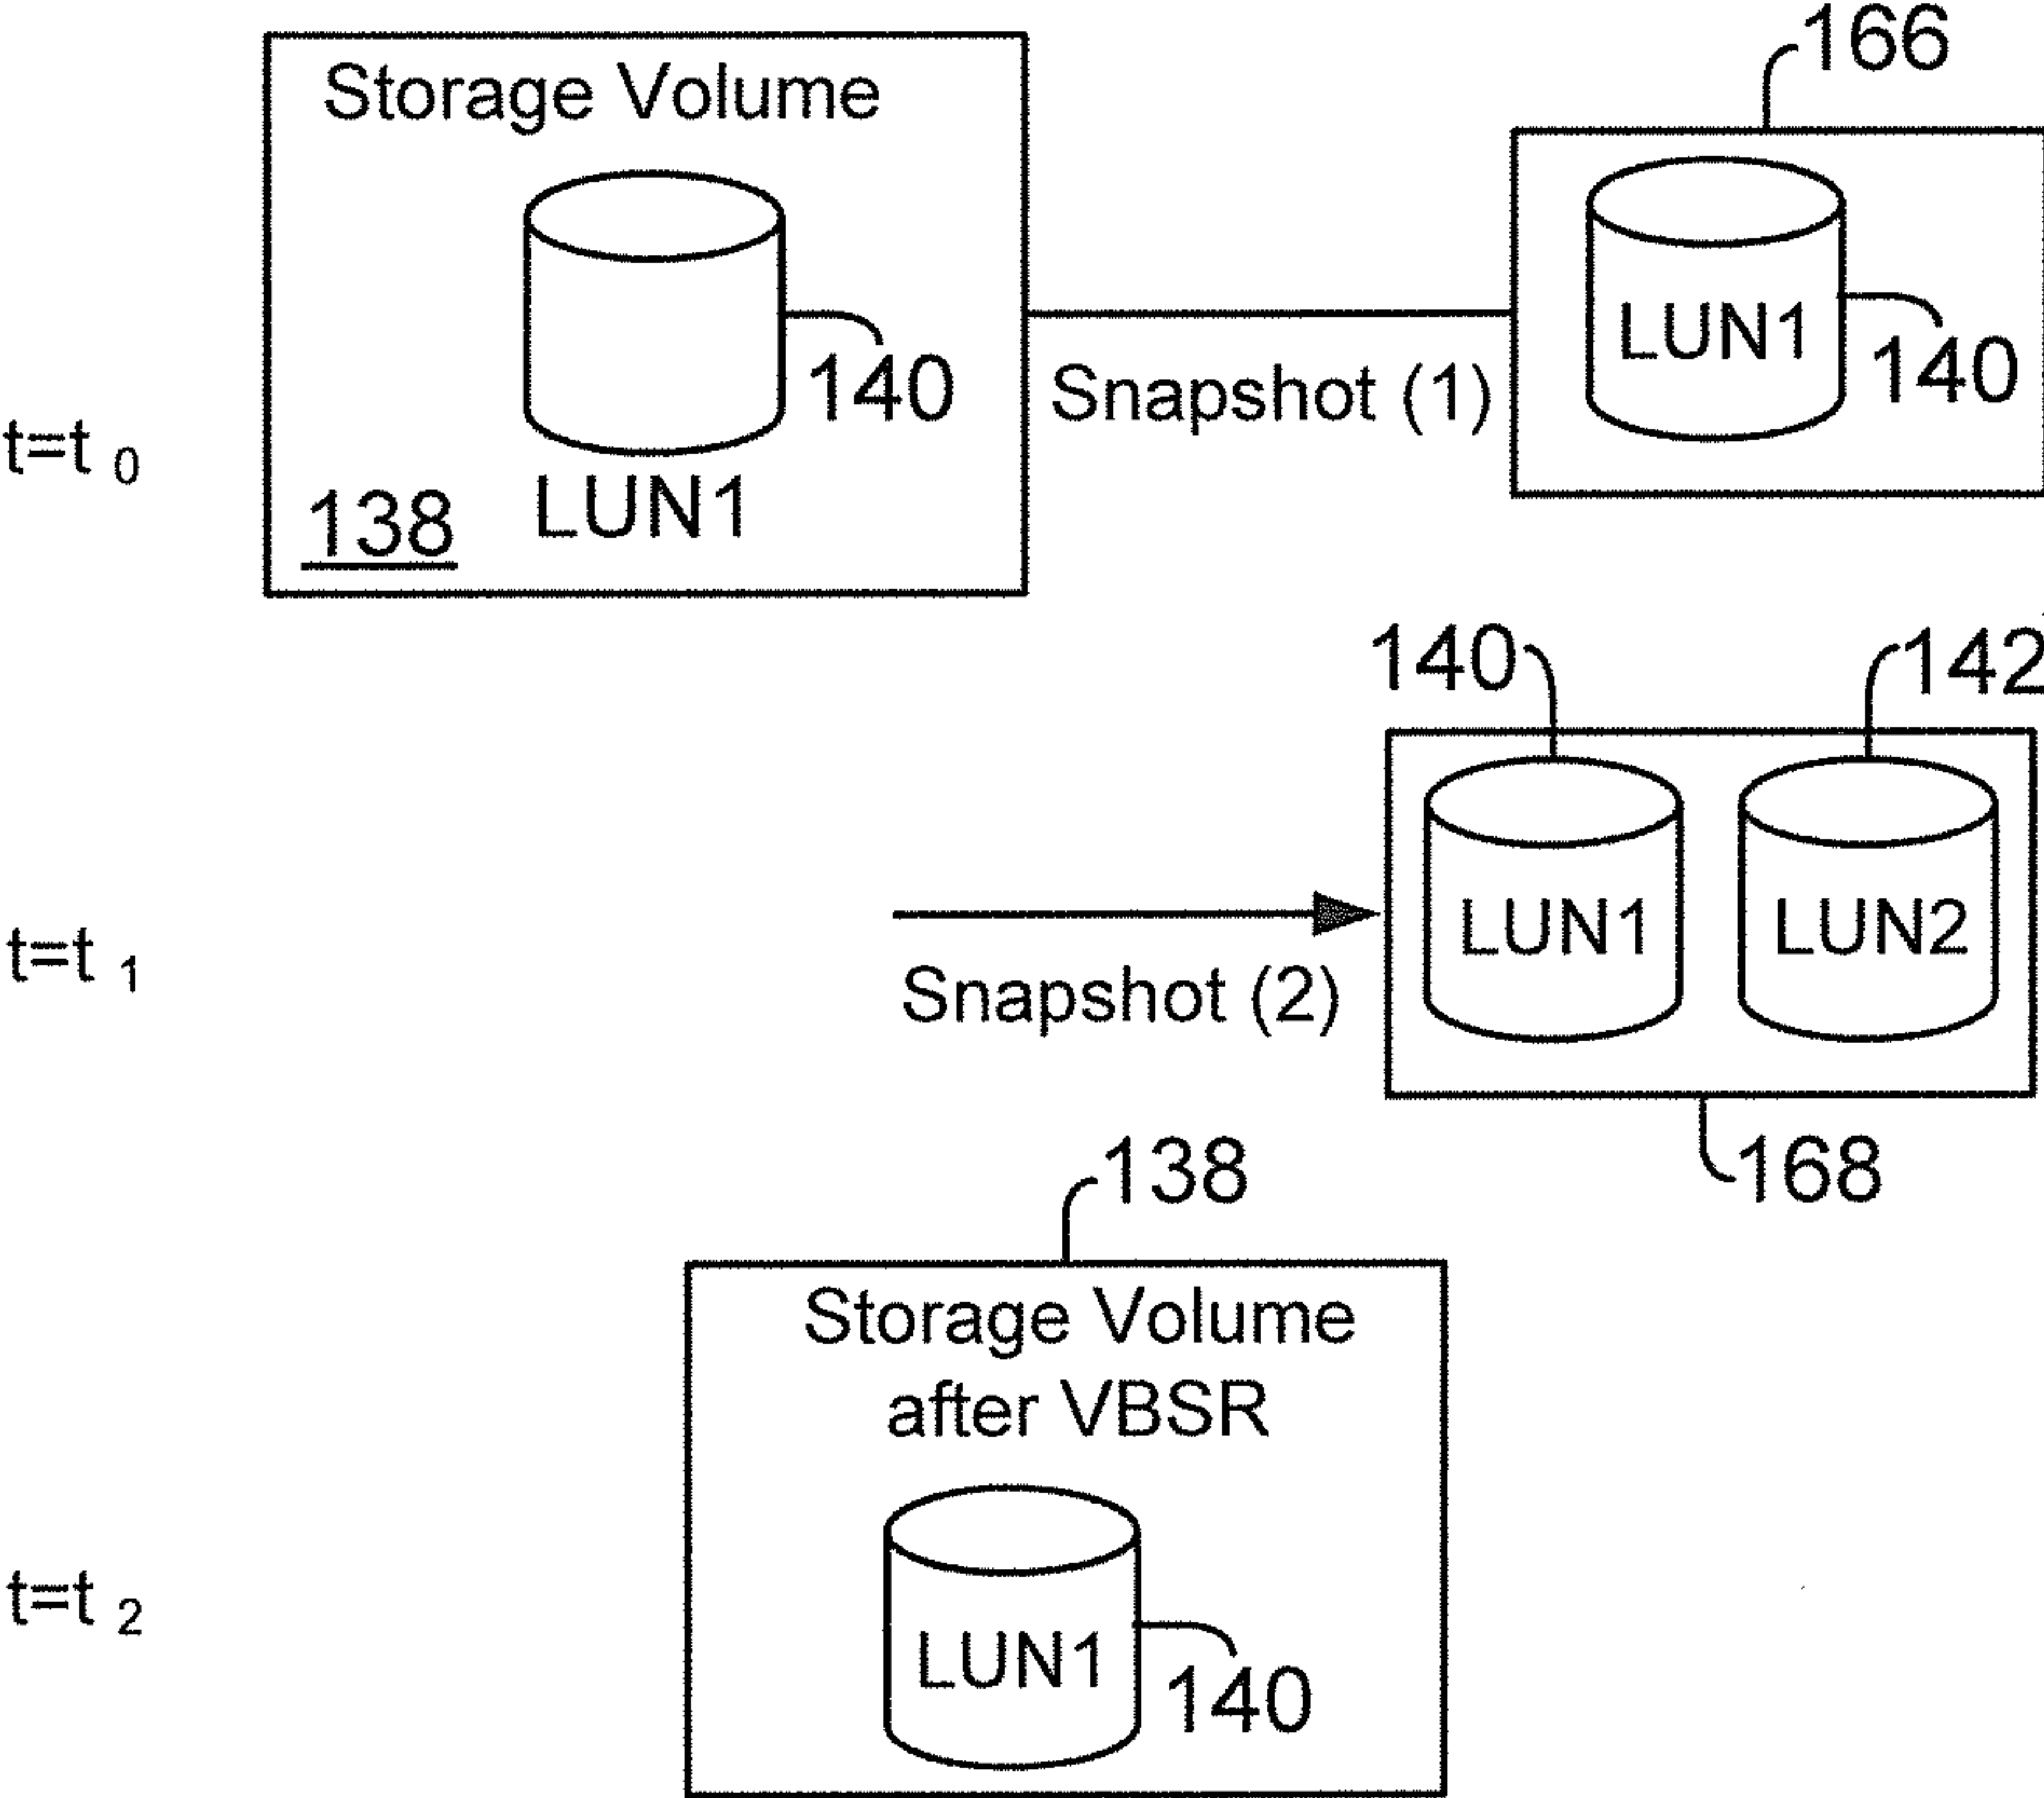 166
Storage Volume
LUN1
140
140
Snapshot (1)
t=t 0
138
LUN1
140
142
LUN1
LUN2
t=t 1
Snapshot (2)
168
138
Storage Volume
after VBSR
t=t 2
LUN1
140